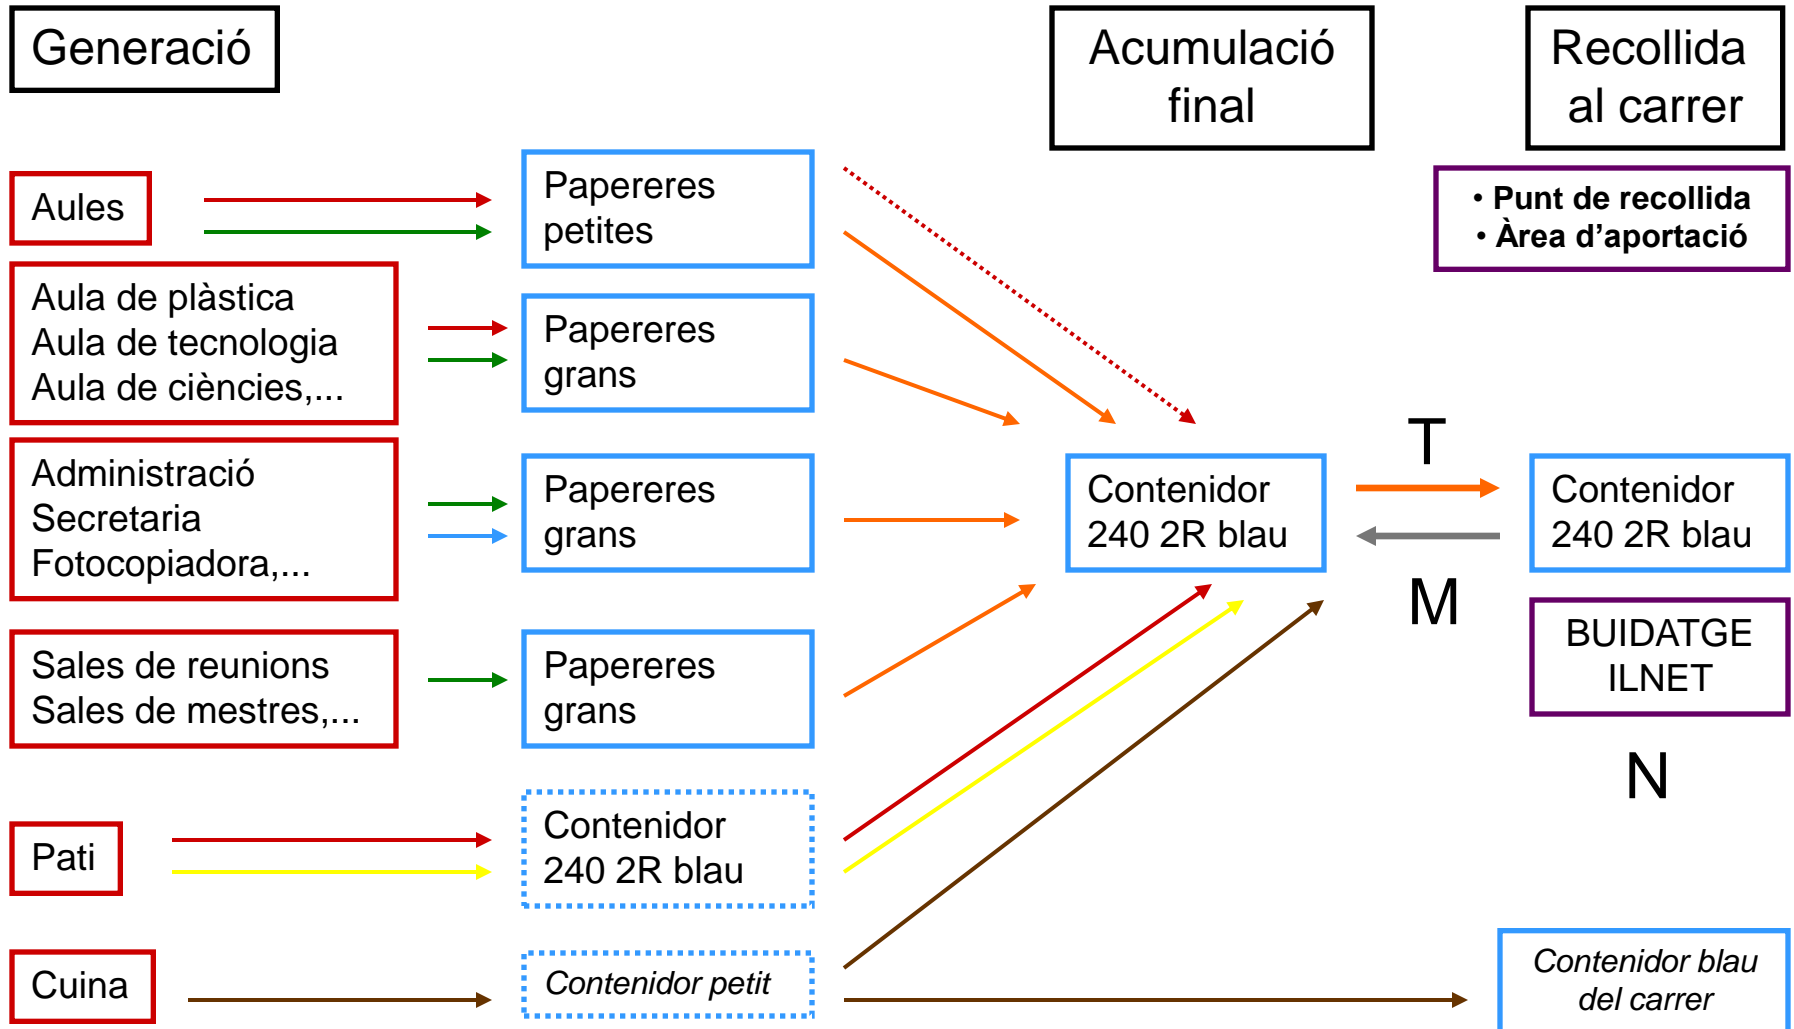 Generació
Acumulació
final
Recollida
al carrer
• Punt de recollida
• Àrea d’aportació
Aules
Papereres
petites
Aula de plàstica
Aula de tecnologia
Aula de ciències,...
Papereres
grans
Administració
Secretaria
Fotocopiadora,...
Papereres
grans
Contenidor
240 2R blau
T
M
Contenidor
240 2R blau
BUIDATGE
ILNET
N
Sales de reunions
Sales de mestres,...
Papereres
grans
Pati
Contenidor
240 2R blau
Cuina
Contenidor petit
Contenidor blau
del carrer